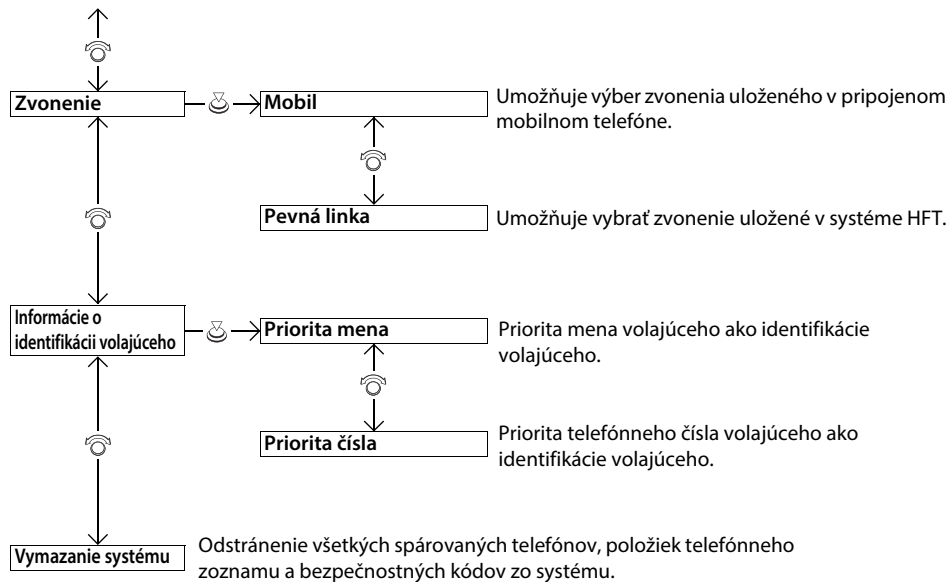 Zvonenie
Mobil
Umožňuje výber zvonenia uloženého v pripojenom
mobilnom telefóne.
Pevná linka
Umožňuje vybrať zvonenie uložené v systéme HFT.
Informácie o
identifikácii volajúceho
Priorita mena
Priorita mena volajúceho ako identifikácie
volajúceho.
Priorita čísla
Priorita telefónneho čísla volajúceho ako
identifikácie volajúceho.
Vymazanie systému
Odstránenie všetkých spárovaných telefónov, položiek telefónneho
zoznamu a bezpečnostných kódov zo systému.